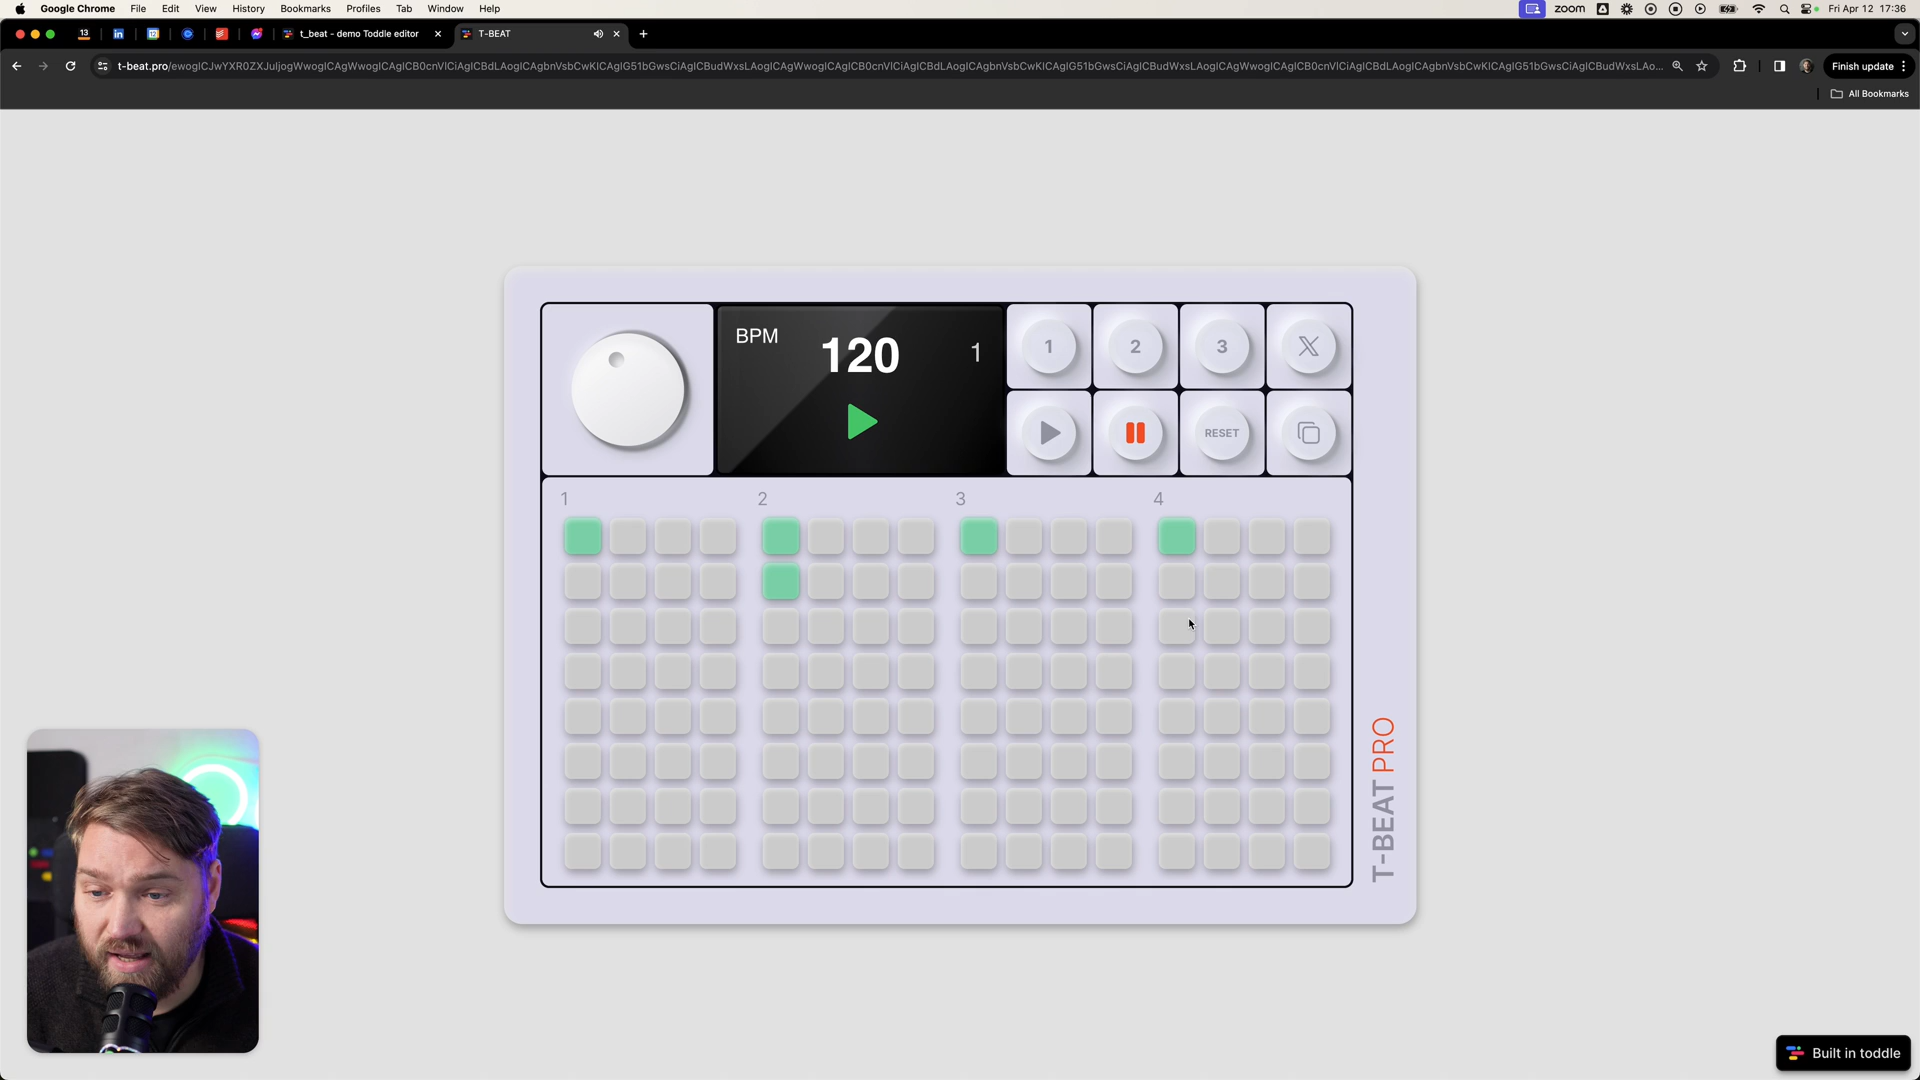 Google Chrome File Edit View History Bookmarks Profiles Tab Window Help zoom Fri Apr 12 17:36
13 t_beat - demo Toddle editor T-BEAT
t-beat.pro/ Finish update
All Bookmarks
BPM 120 1
1 2 3
RESET
1 2 3 4
T-BEAT PRO
Built in toddle